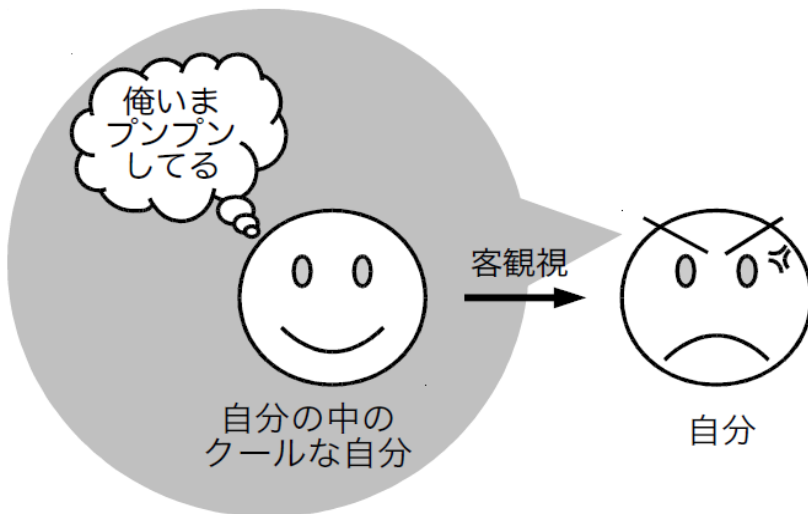 俺いま
プンプン
してる
客観視
自分の中の
クールな自分
自分